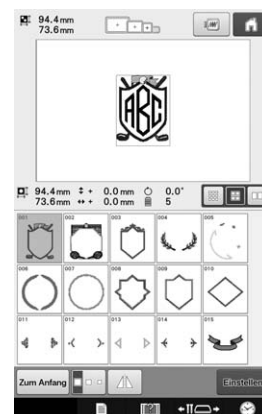 94.4mm
73.6mm
ABC
94.4mm 0.0mm 0.0°
73.6mm 0.0mm 5
001 002 003 004 005
006 007 008 009 010
011 012 013 014 015
Zum Anfang Einstellen